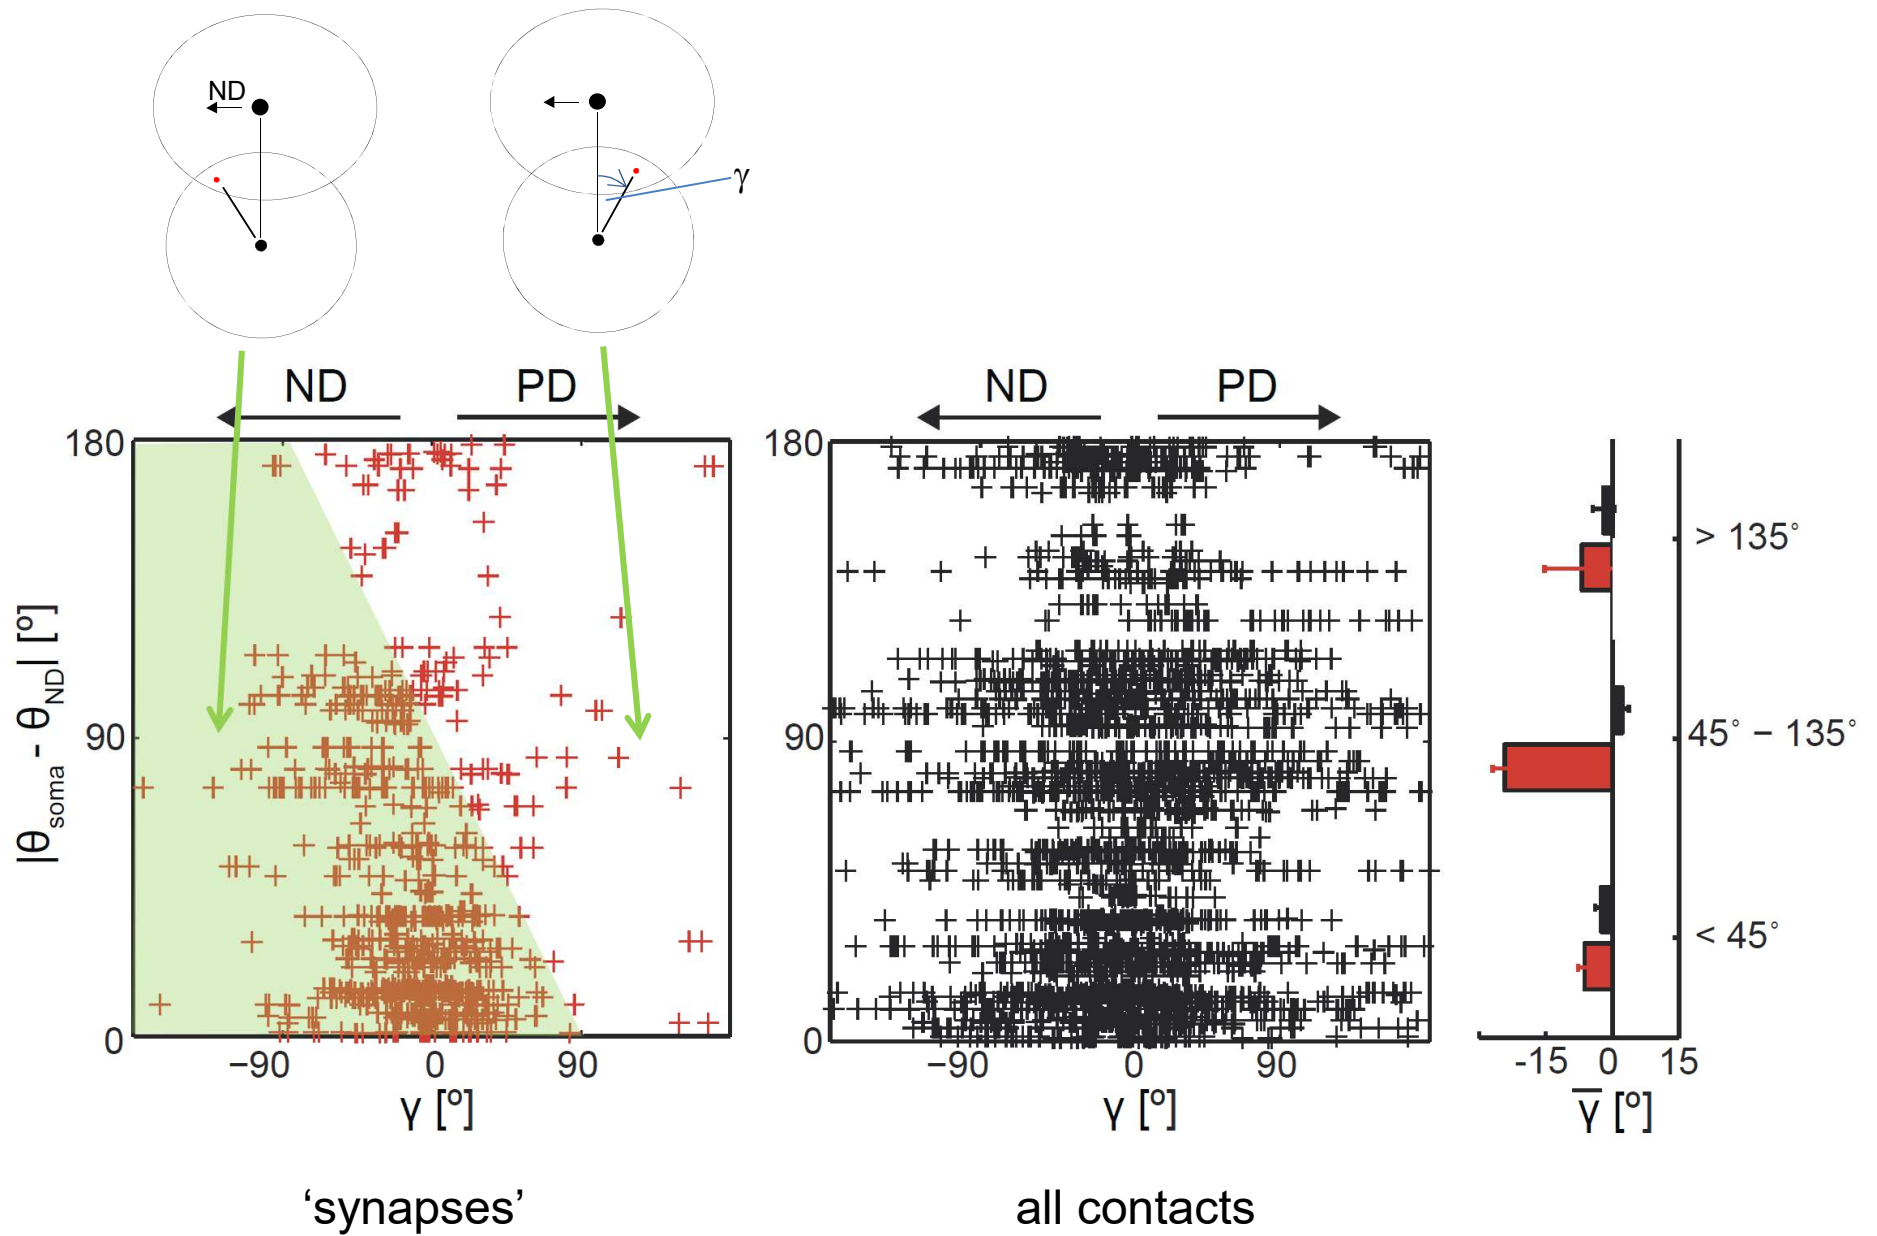 ND
γ
ND PD
ND PD
180
90
0
|θsoma - θND| [º]
−90 0 90
γ [º]
180
90
0
−90 0 90
γ [º]
> 135°
45° − 135°
< 45°
-15 0 15
γ̅ [º]
‘synapses’
all contacts